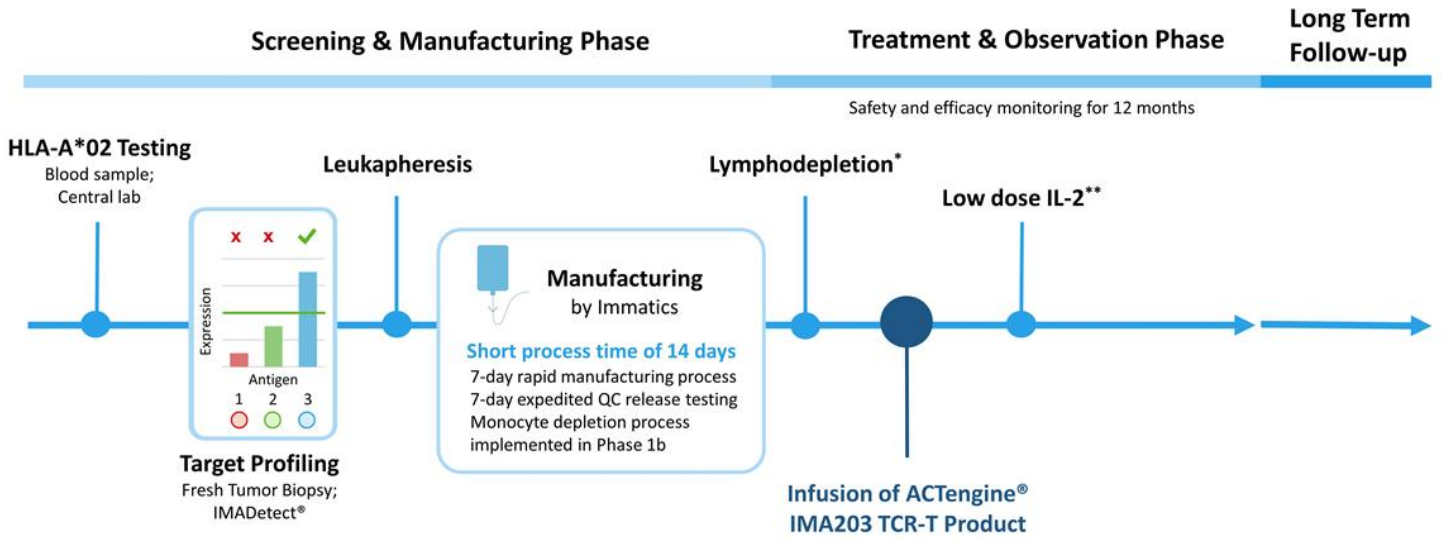 Screening & Manufacturing Phase
Treatment & Observation Phase
Long Term
Follow-up
Safety and efficacy monitoring for 12 months
HLA-A*02 Testing
Blood sample;
Central lab
x x ✓
Expression
Antigen
1 2 3
Target Profiling
Fresh Tumor Biopsy;
IMADetect®
Leukapheresis
Manufacturing
by Immatics
Short process time of 14 days
7-day rapid manufacturing process
7-day expedited QC release testing
Monocyte depletion process
implemented in Phase 1b
Lymphodepletion*
Infusion of ACTengine®
IMA203 TCR-T Product
Low dose IL-2**